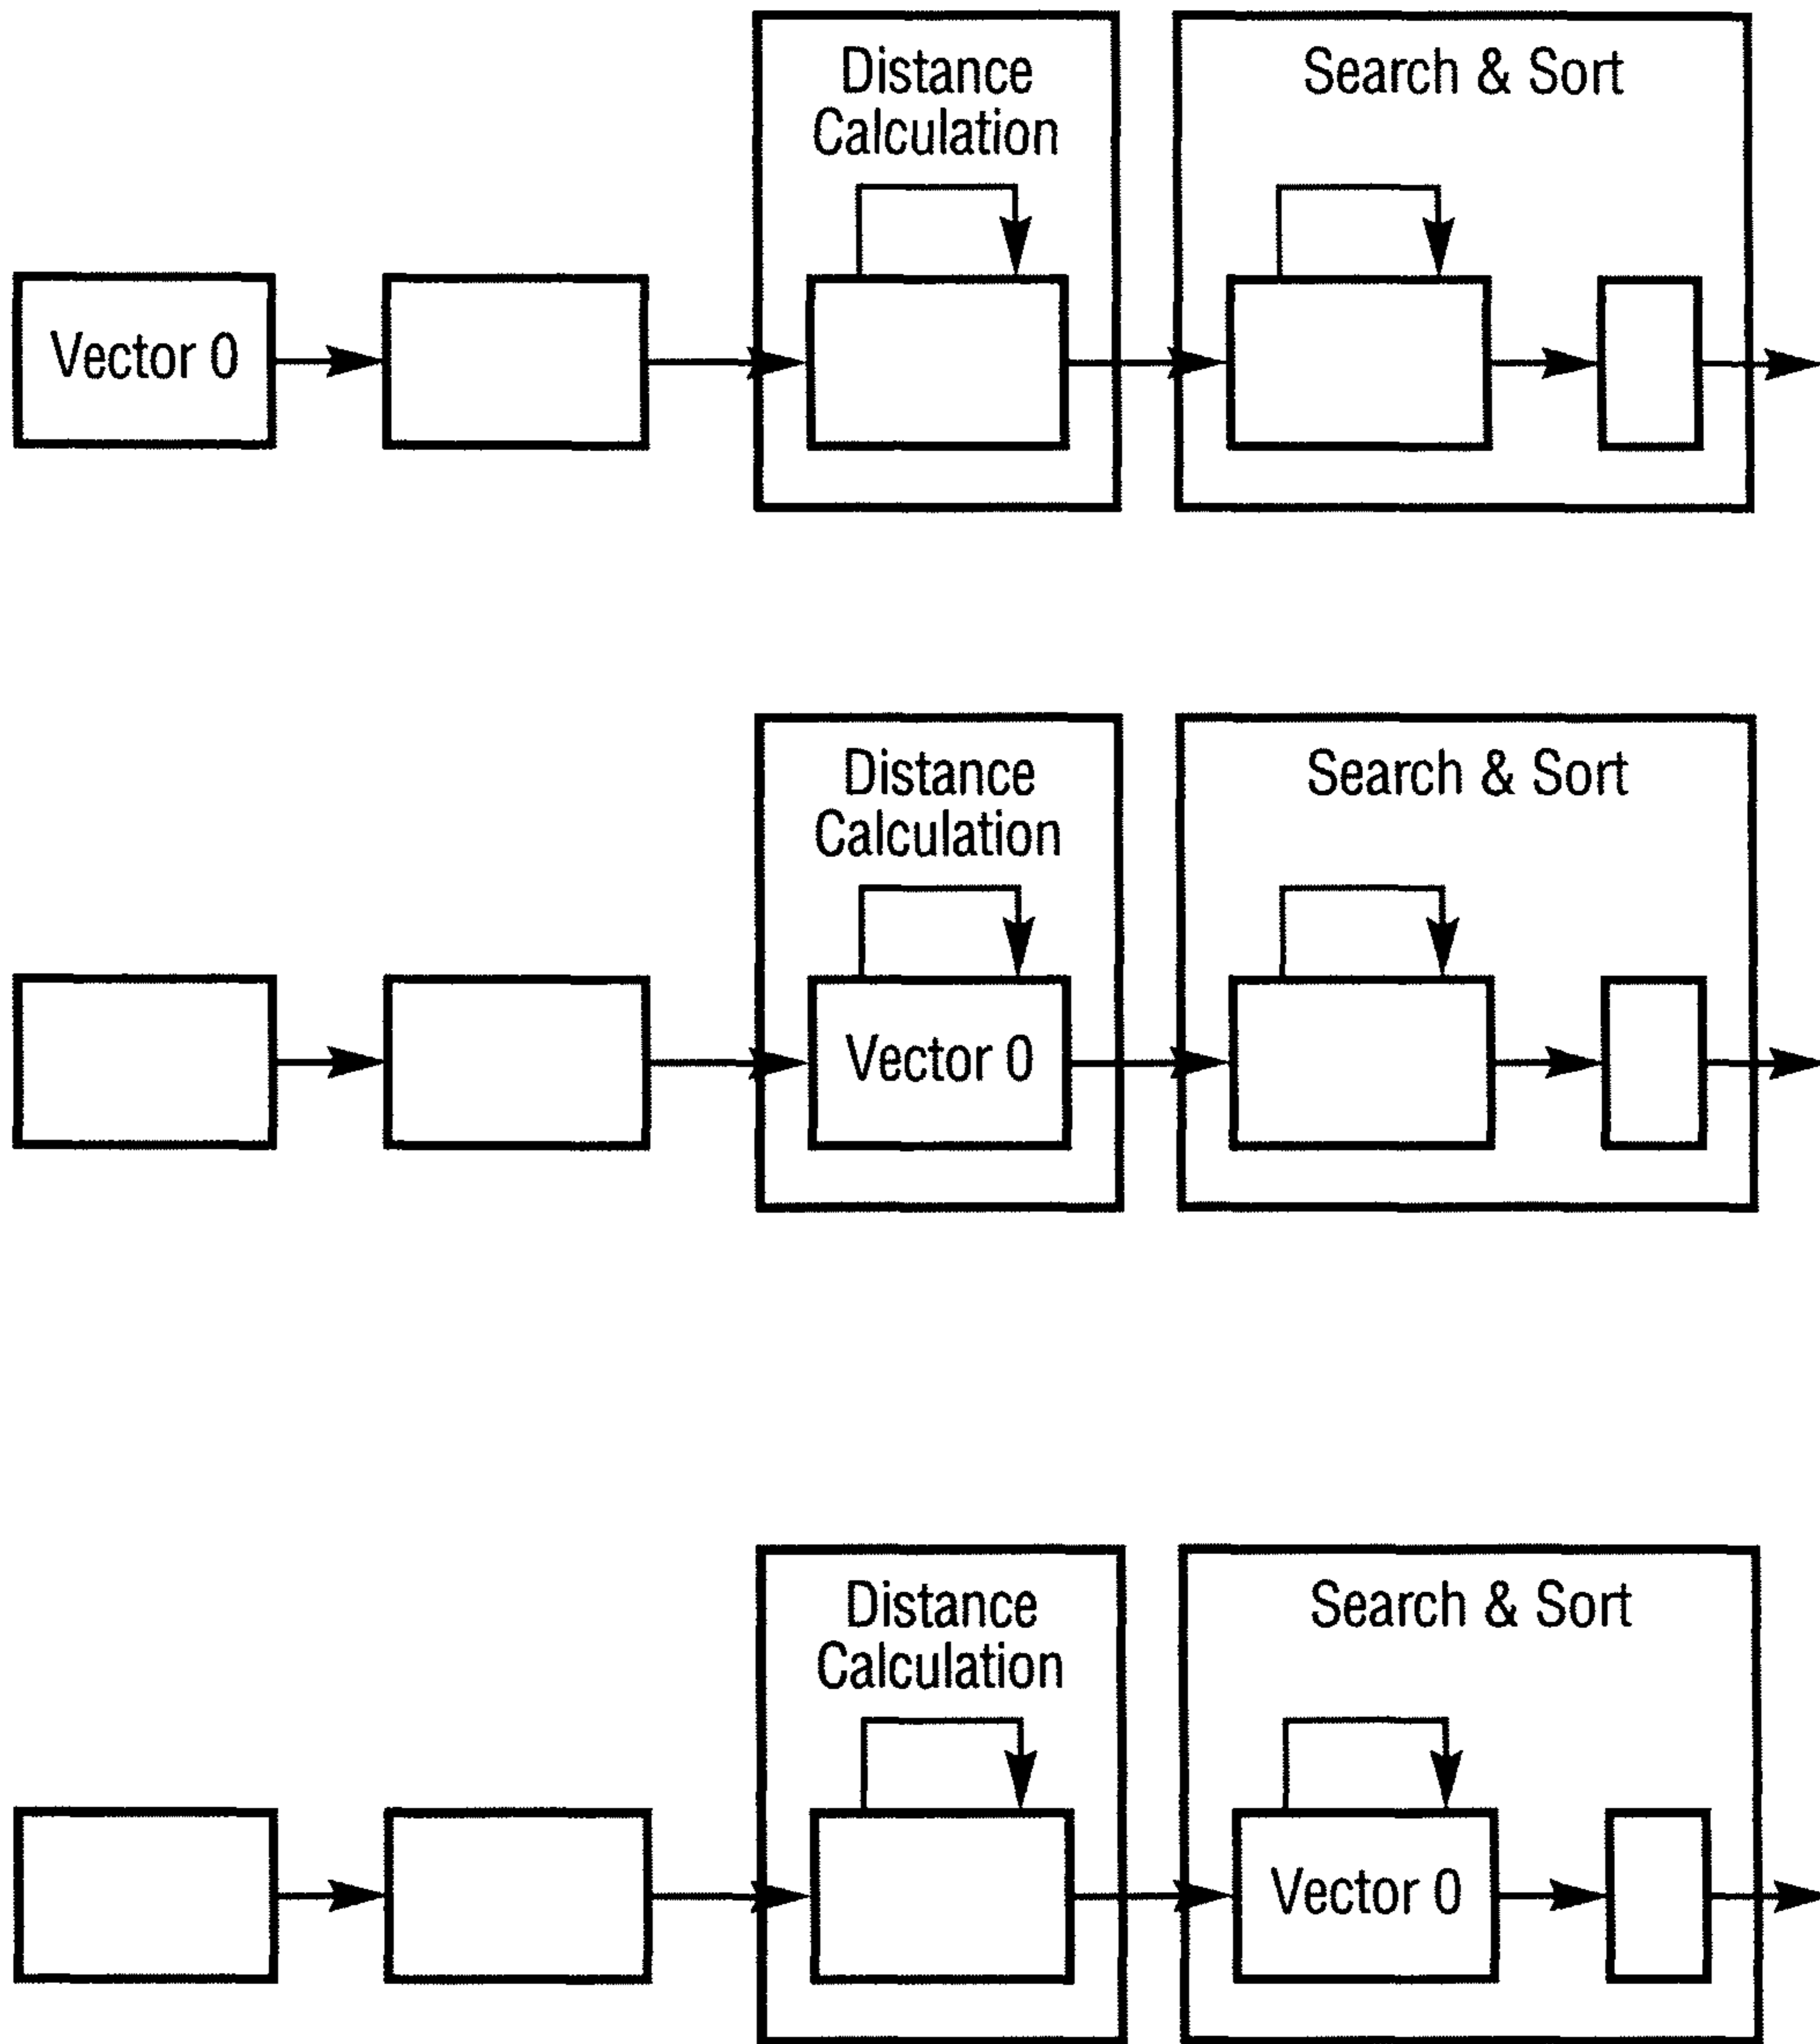 Distance
Calculation
Search & Sort
Vector 0
Distance
Calculation
Search & Sort
Vector 0
Distance
Calculation
Search & Sort
Vector 0